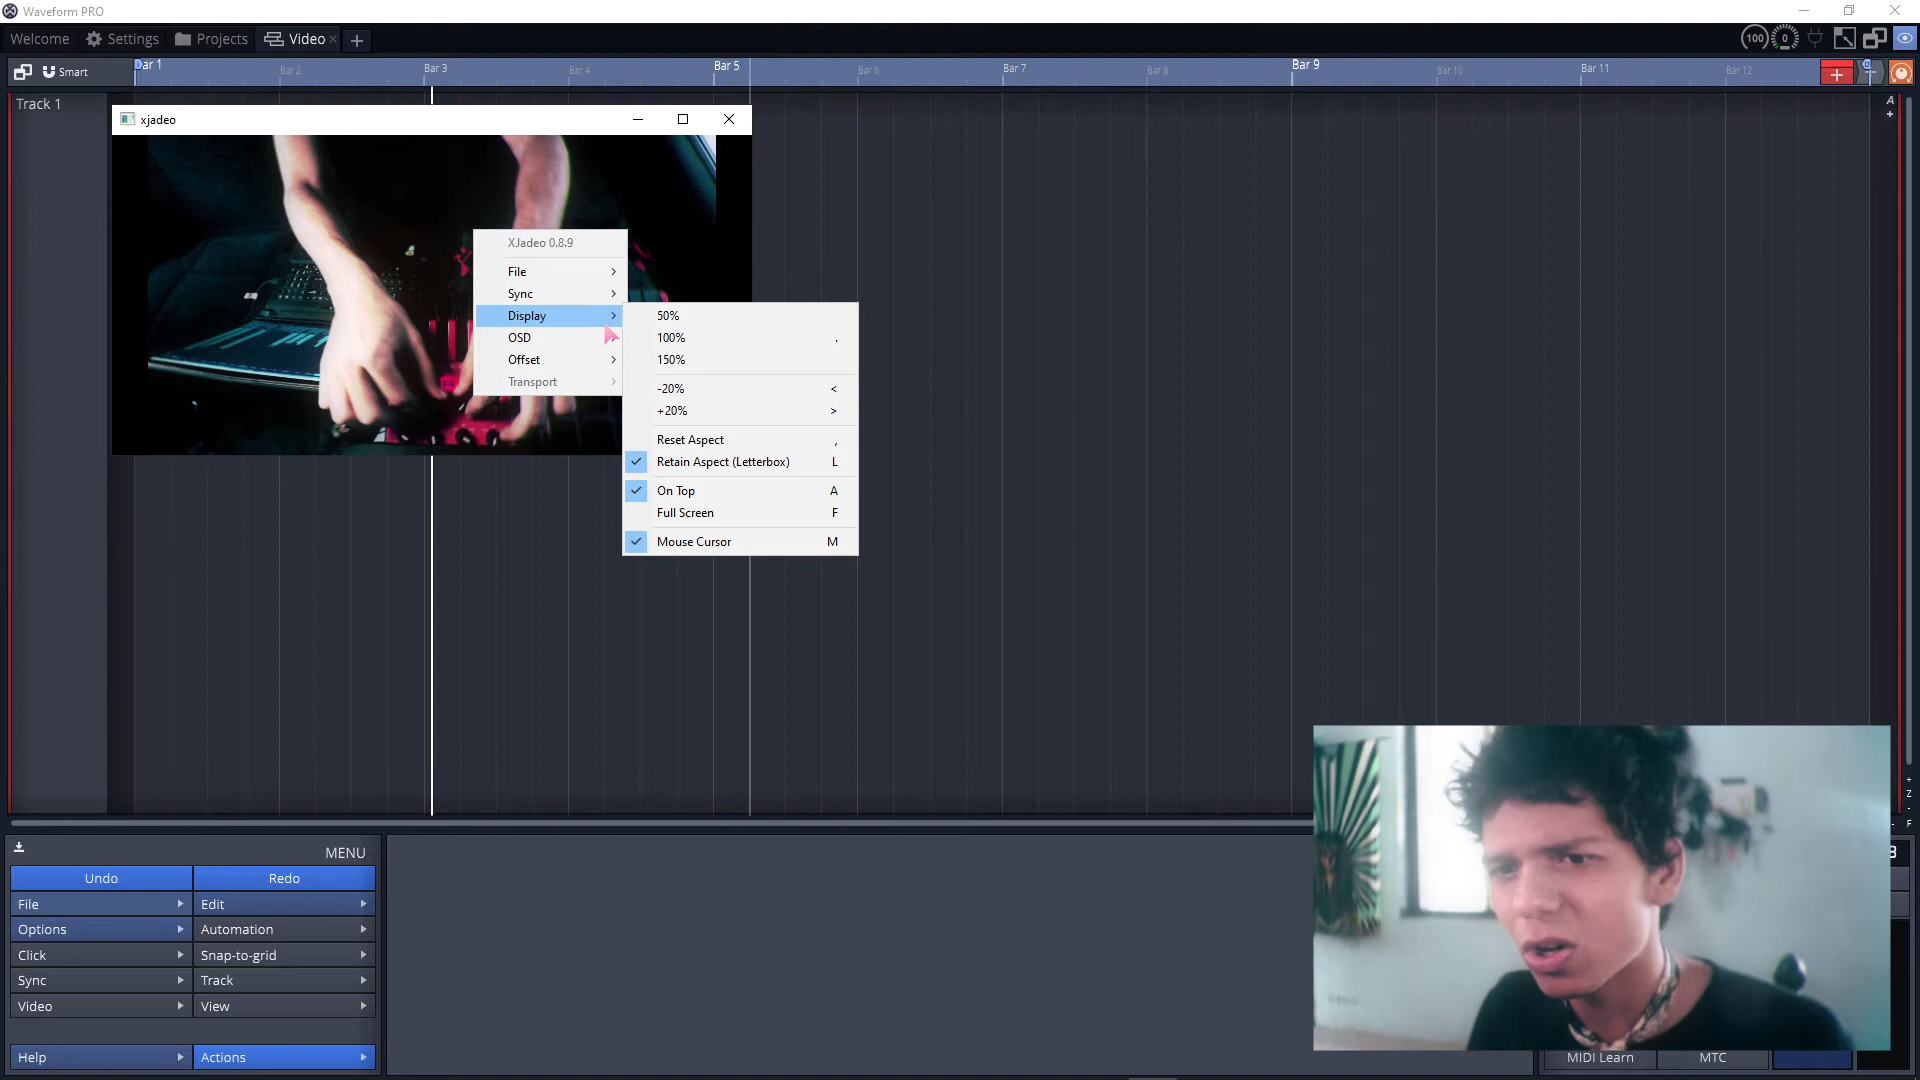 Waveform PRO
Welcome
Settings
Projects
Video
100
0
Smart
Bar 1
Bar 2
Bar 3
Bar 4
Bar 5
Bar 6
Bar 7
Bar 8
Bar 9
Bar 10
Bar 11
Bar 12
Track 1
A
xjadeo
XJadeo 0.8.9
File
Sync
Display
OSD
Offset
Transport
50%
100% .
150%
-20% <
+20% >
Reset Aspect ,
Retain Aspect (Letterbox) L
On Top A
Full Screen F
Mouse Cursor M
Z
F
MENU
Undo Redo
File Edit
Options Automation
Click Snap-to-grid
Sync Track
Video View
Help Actions
MIDI Learn MTC